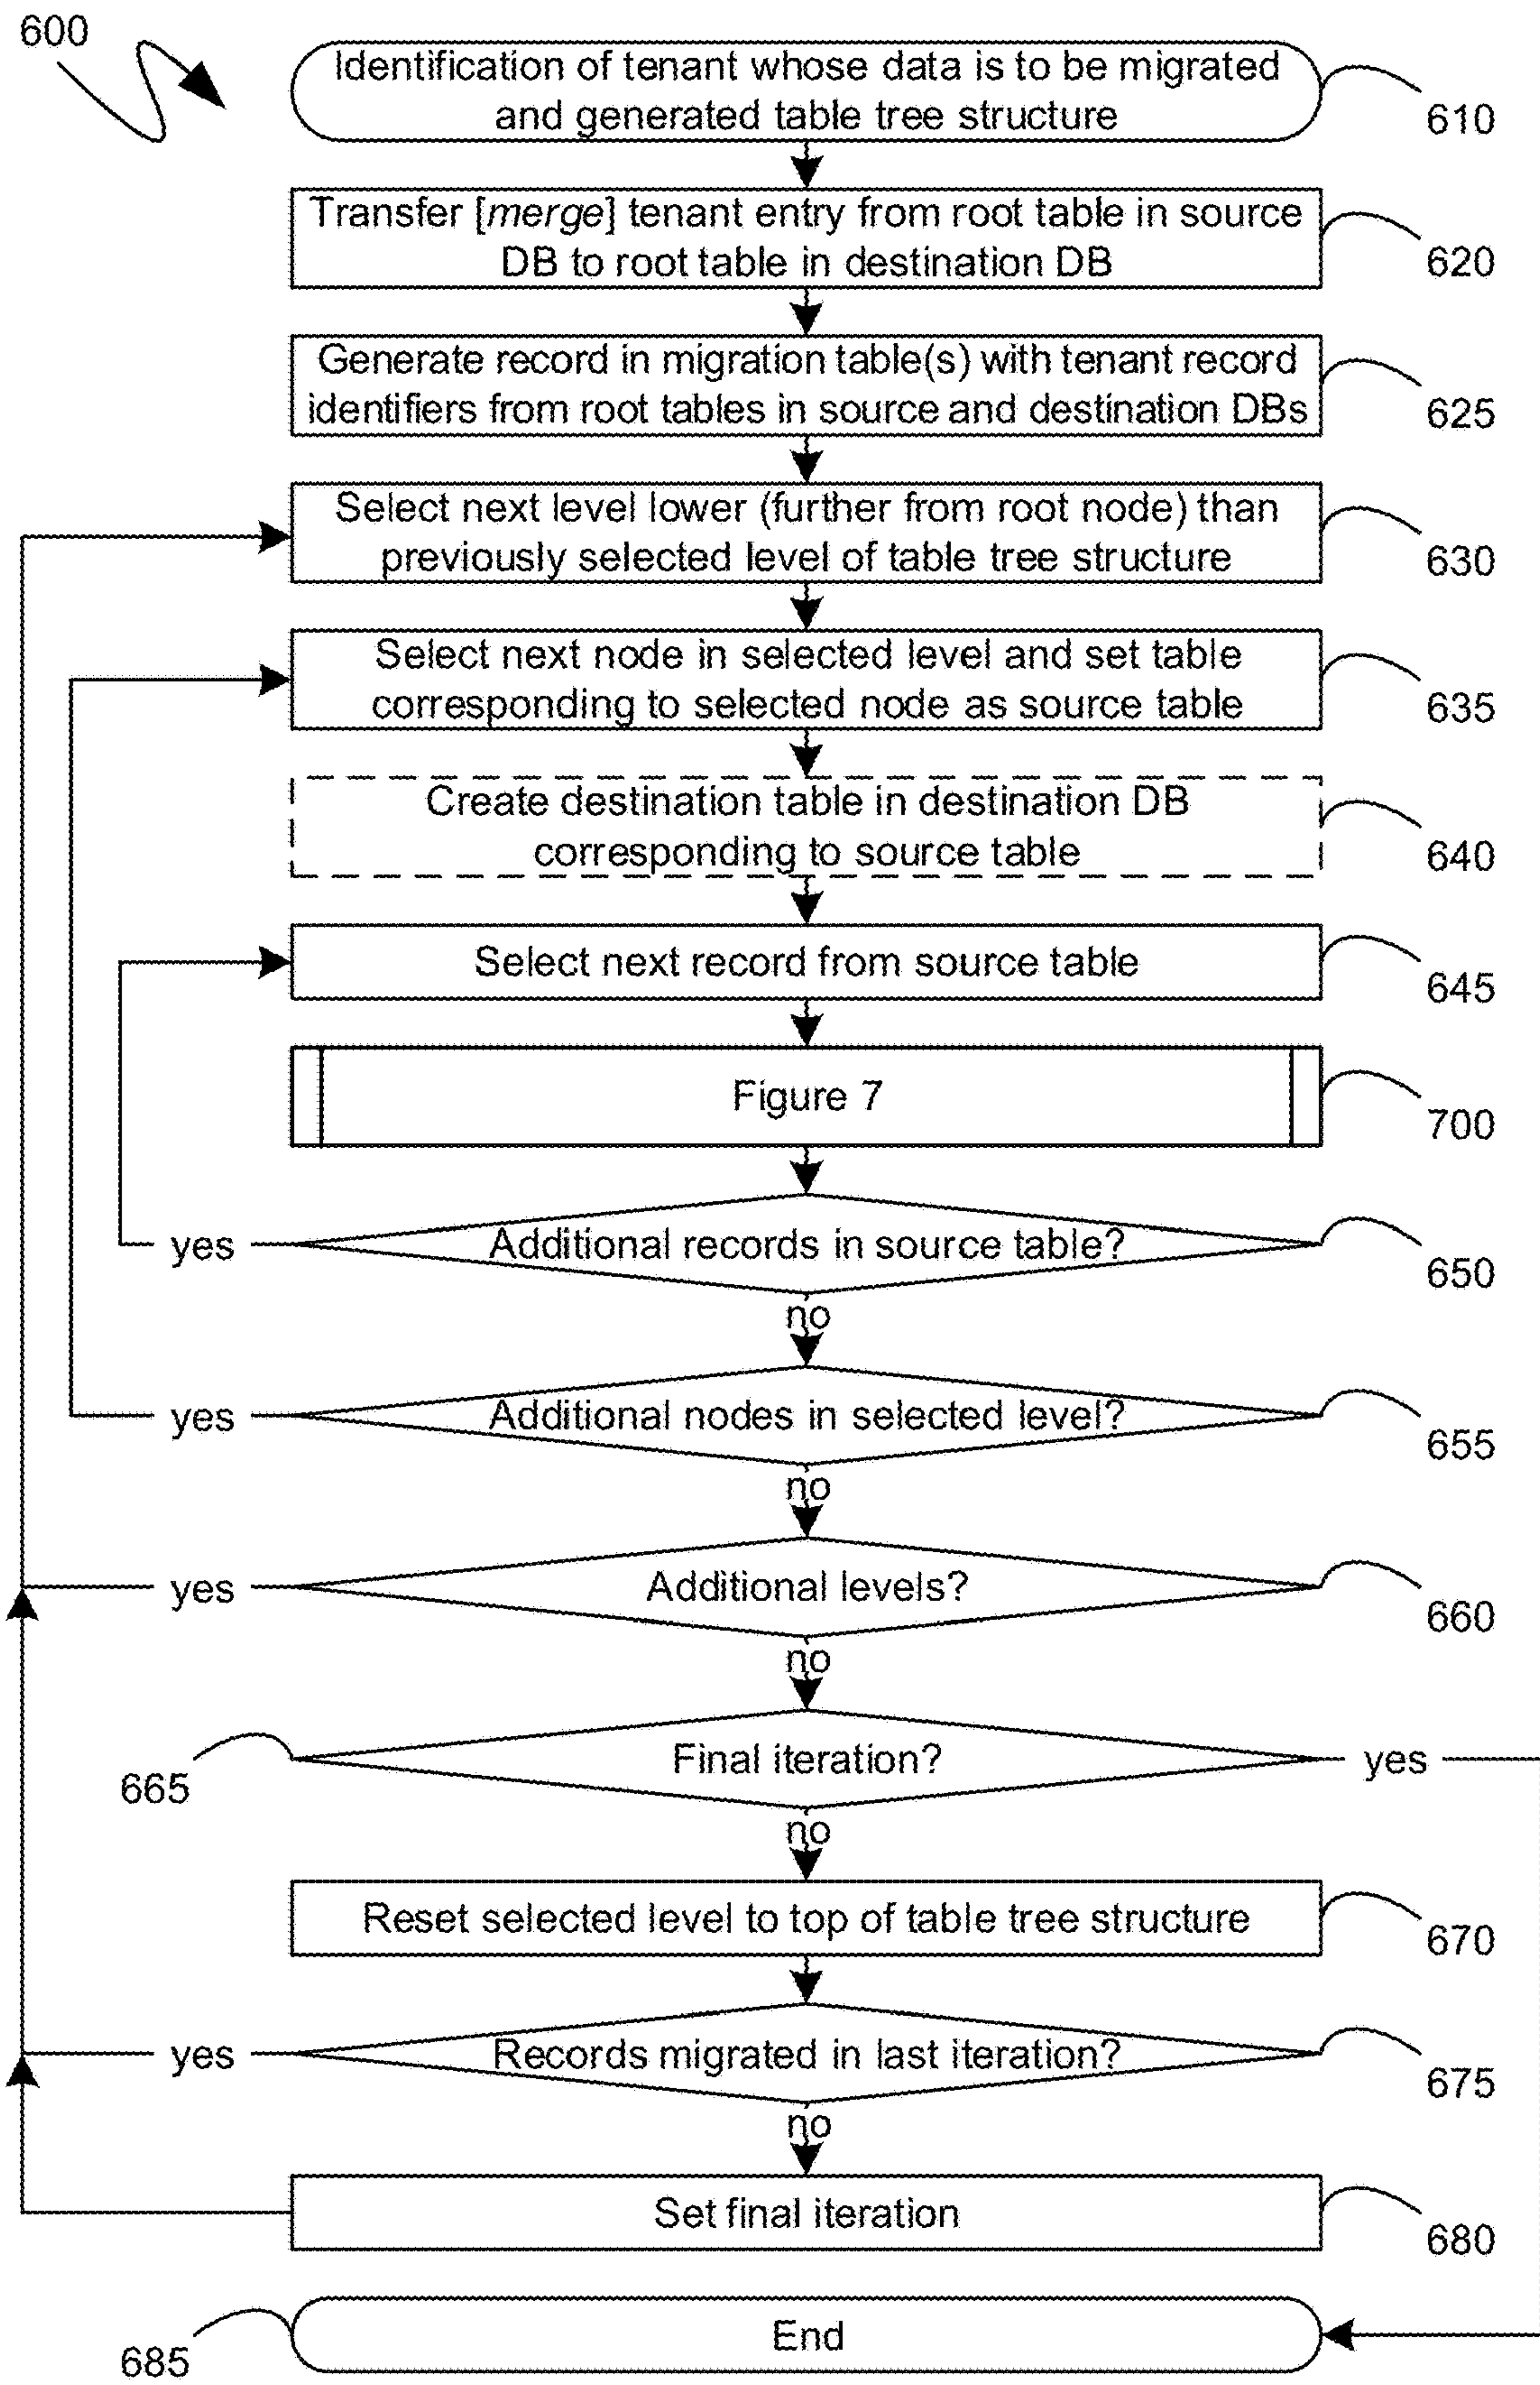 600
Identification of tenant whose data is to be migrated
and generated table tree structure
610
Transfer [merge] tenant entry from root table in source
DB to root table in destination DB
620
Generate record in migration table(s) with tenant record
identifiers from root tables in source and destination DBs
625
Select next level lower (further from root node) than
previously selected level of table tree structure
630
Select next node in selected level and set table
corresponding to selected node as source table
635
Create destination table in destination DB
corresponding to source table
640
Select next record from source table
645
Figure 7
700
yes
Additional records in source table?
650
no
yes
Additional nodes in selected level?
655
no
yes
Additional levels?
660
no
Final iteration?
yes
665
no
Reset selected level to top of table tree structure
670
yes
Records migrated in last iteration?
675
no
Set final iteration
680
End
685